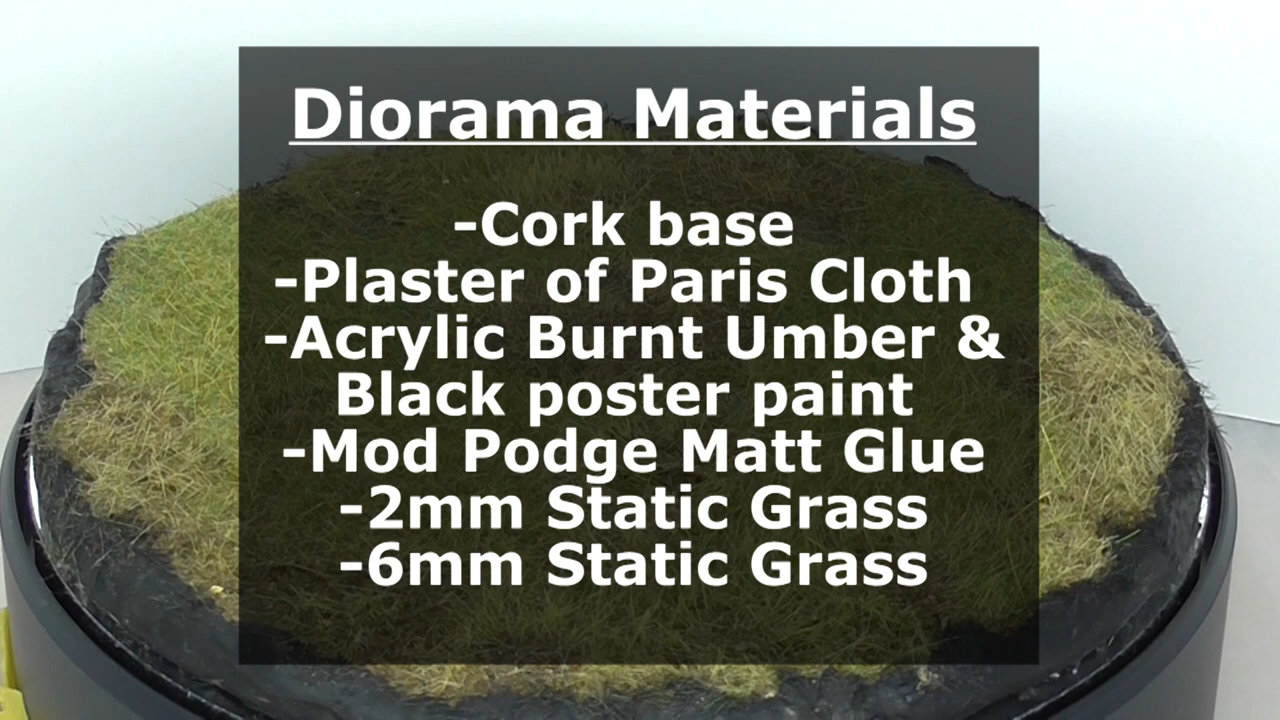 Diorama Materials
-Cork base
-Plaster of Paris Cloth
-Acrylic Burnt Umber &
Black poster paint
-Mod Podge Matt Glue
-2mm Static Grass
-6mm Static Grass